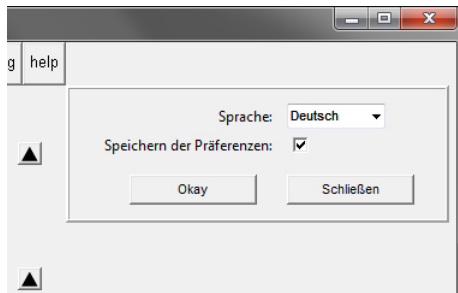 g help
Sprache: Deutsch
Speichern der Präferenzen:
Okay Schließen